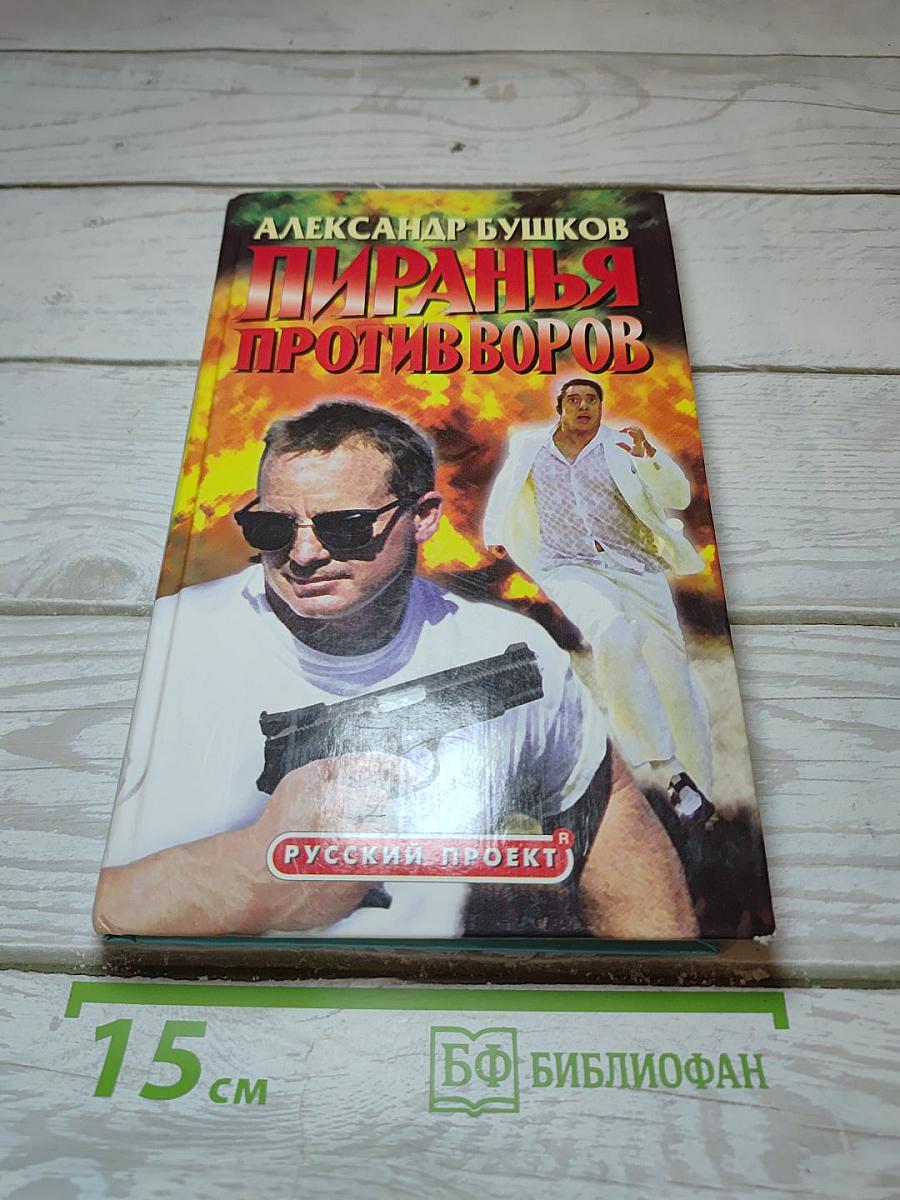 АЛЕКСАНДР БУШКОВ
ПИРАНЬЯ
ПРОТИВ ВОРОВ
РУССКИЙ ПРОЕКТ R
15 см
БФ БИБЛИОФАН